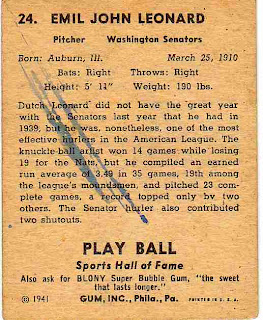 24. EMIL JOHN LEONARD
Pitcher Washington Senators
Born: Auburn, Ill. March 25, 1910
Bats: Right Throws: Right
Height: 5' 11" Weight: 190 lbs.
Dutch Leonard did not have the great year
with the Senators last year that he had in
1939, but was, nonetheless, one of the most
effective hurlers in the American League. The
knuckle-ball artist won 14 games while losing
19 for the Nats, but he compiled an earned
run average of 3.49 in 35 games, 19th among
the league's moundsmen, and pitched 23
complete games, a record topped only by two
others. The Senator hurler also contributed
two shutouts.
PLAY BALL
Sports Hall of Fame
Also ask for BLONY Super Bubble Gum, "the sweet
that lasts longer."
© 1941 GUM, INC., Phila., Pa. PRINTED IN U. S. A.